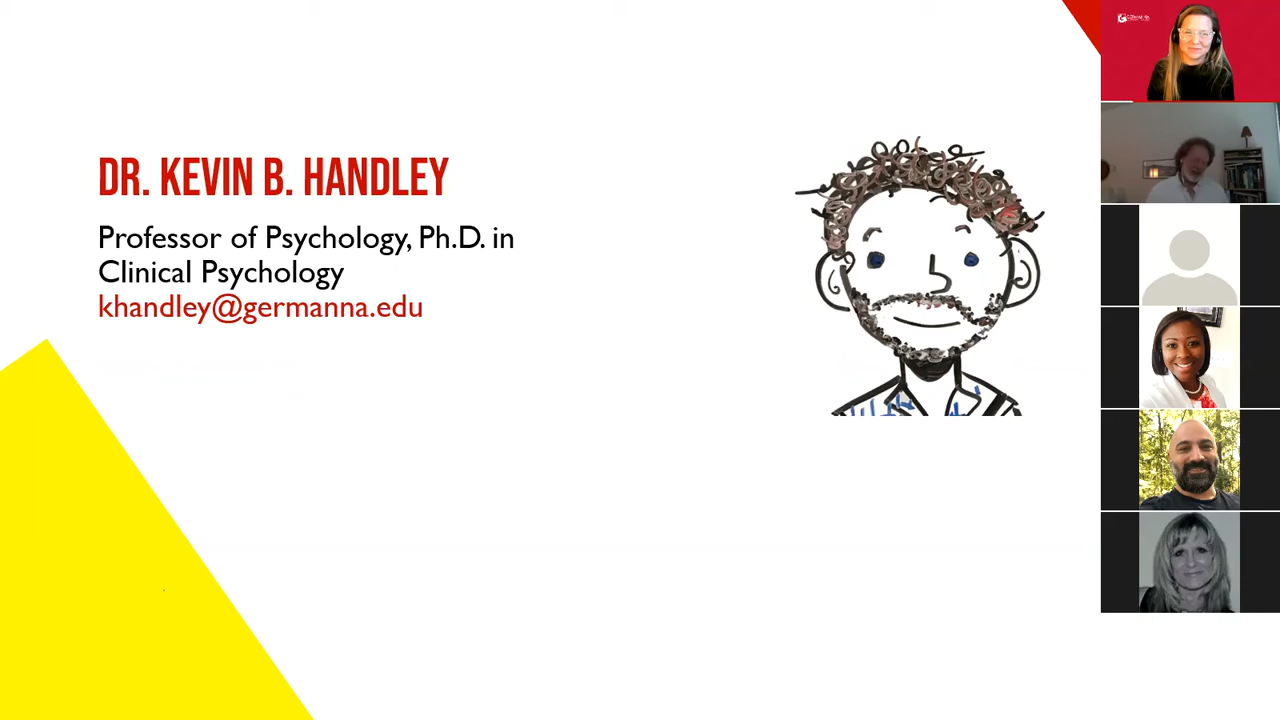 DR. KEVIN B. HANDLEY
Professor of Psychology, Ph.D. in
Clinical Psychology
khandley@germanna.edu